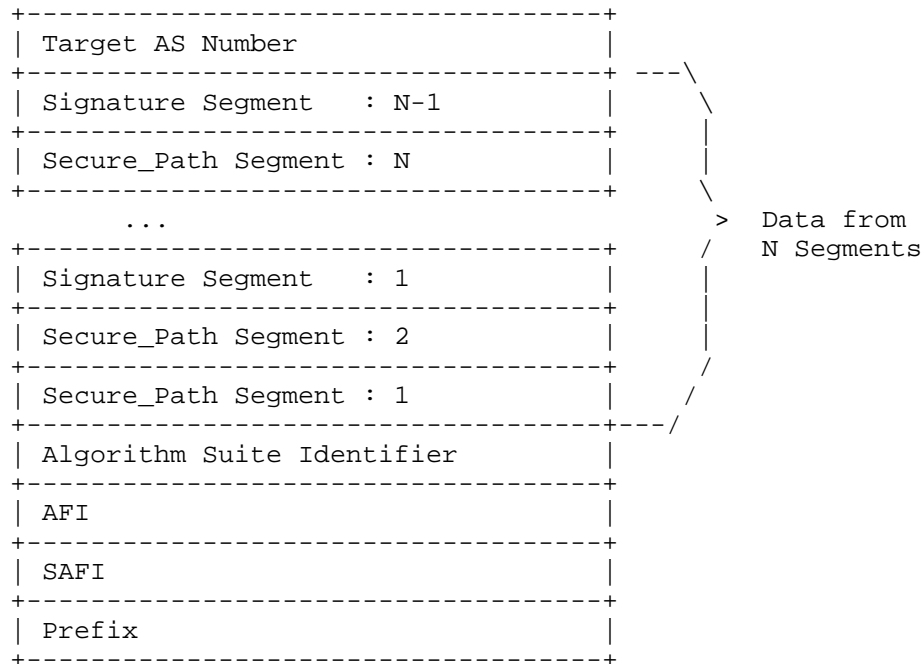 Target AS Number
Signature Segment : N-1
Secure_Path Segment : N
...
> Data from
N Segments
Signature Segment : 1
Secure_Path Segment : 2
Secure_Path Segment : 1
Algorithm Suite Identifier
AFI
SAFI
Prefix